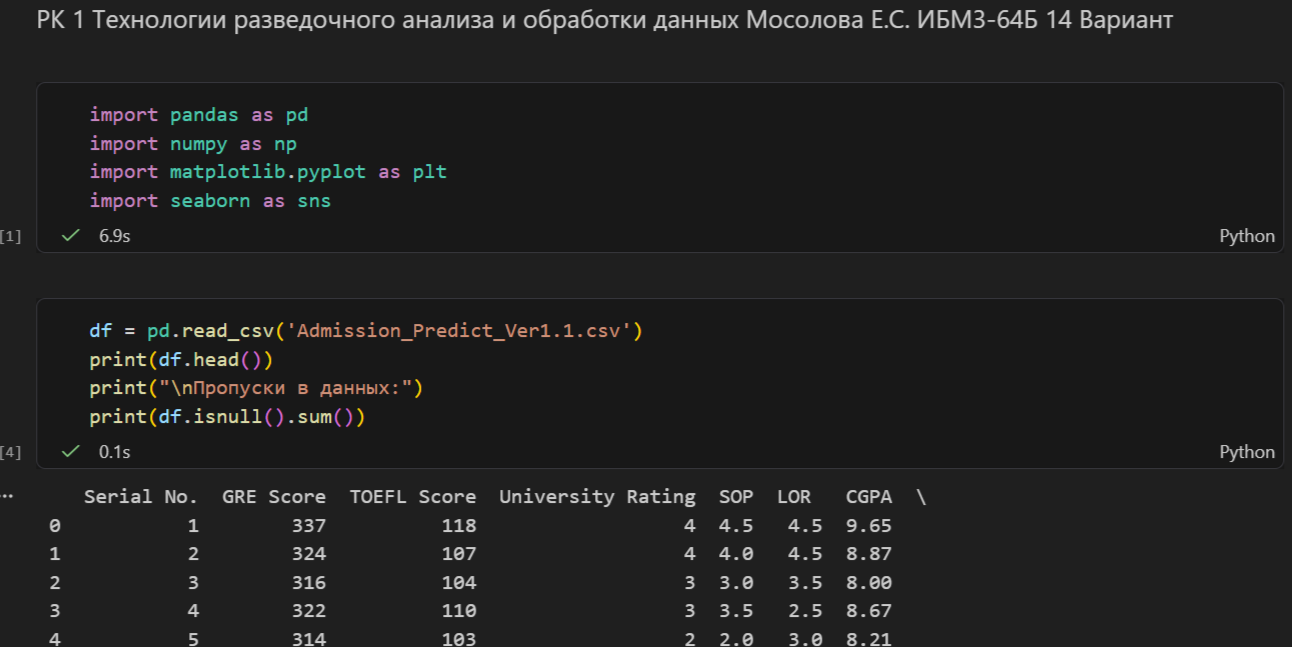 РК 1 Технологии разведочного анализа и обработки данных Мосолова Е.С. ИБМ3-64Б 14 Вариант
import pandas as pd
import numpy as np
import matplotlib.pyplot as plt
import seaborn as sns
[1] 6.9s Python
df = pd.read_csv('Admission_Predict_Ver1.1.csv')
print(df.head())
print("\nПропуски в данных:")
print(df.isnull().sum())
[4] 0.1s Python
... Serial No. GRE Score TOEFL Score University Rating SOP LOR CGPA \
0 1 337 118 4 4.5 4.5 9.65
1 2 324 107 4 4.0 4.5 8.87
2 3 316 104 3 3.0 3.5 8.00
3 4 322 110 3 3.5 2.5 8.67
4 5 314 103 2 2.0 3.0 8.21